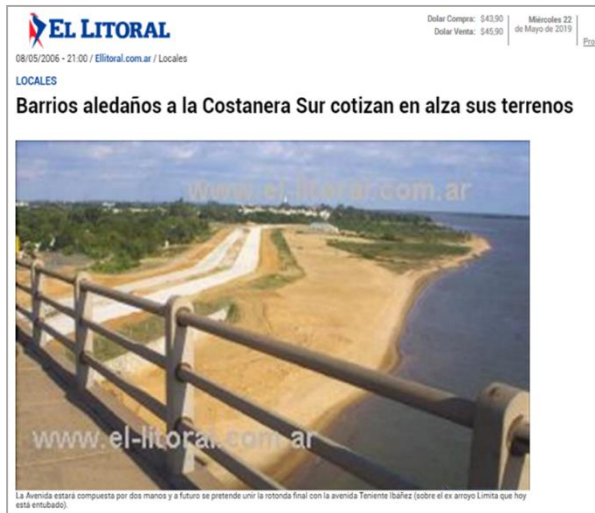 EL LITORAL
Dolar Compra: $43,90
Dolar Venta: $45,90
Miércoles 22
de Mayo de 2019
Pro
08/05/2006 - 21:00 / Ellitoral.com.ar / Locales
LOCALES
Barrios aledaños a la Costanera Sur cotizan en alza sus terrenos
www.el-litoral.com.ar
www.el-litoral.com.ar
La Avenida estará compuesta por dos manos y a futuro se pretende unir la rotonda final con la avenida Teniente Ibáñez (sobre el ex arroyo Limita que hoy
está entubado).